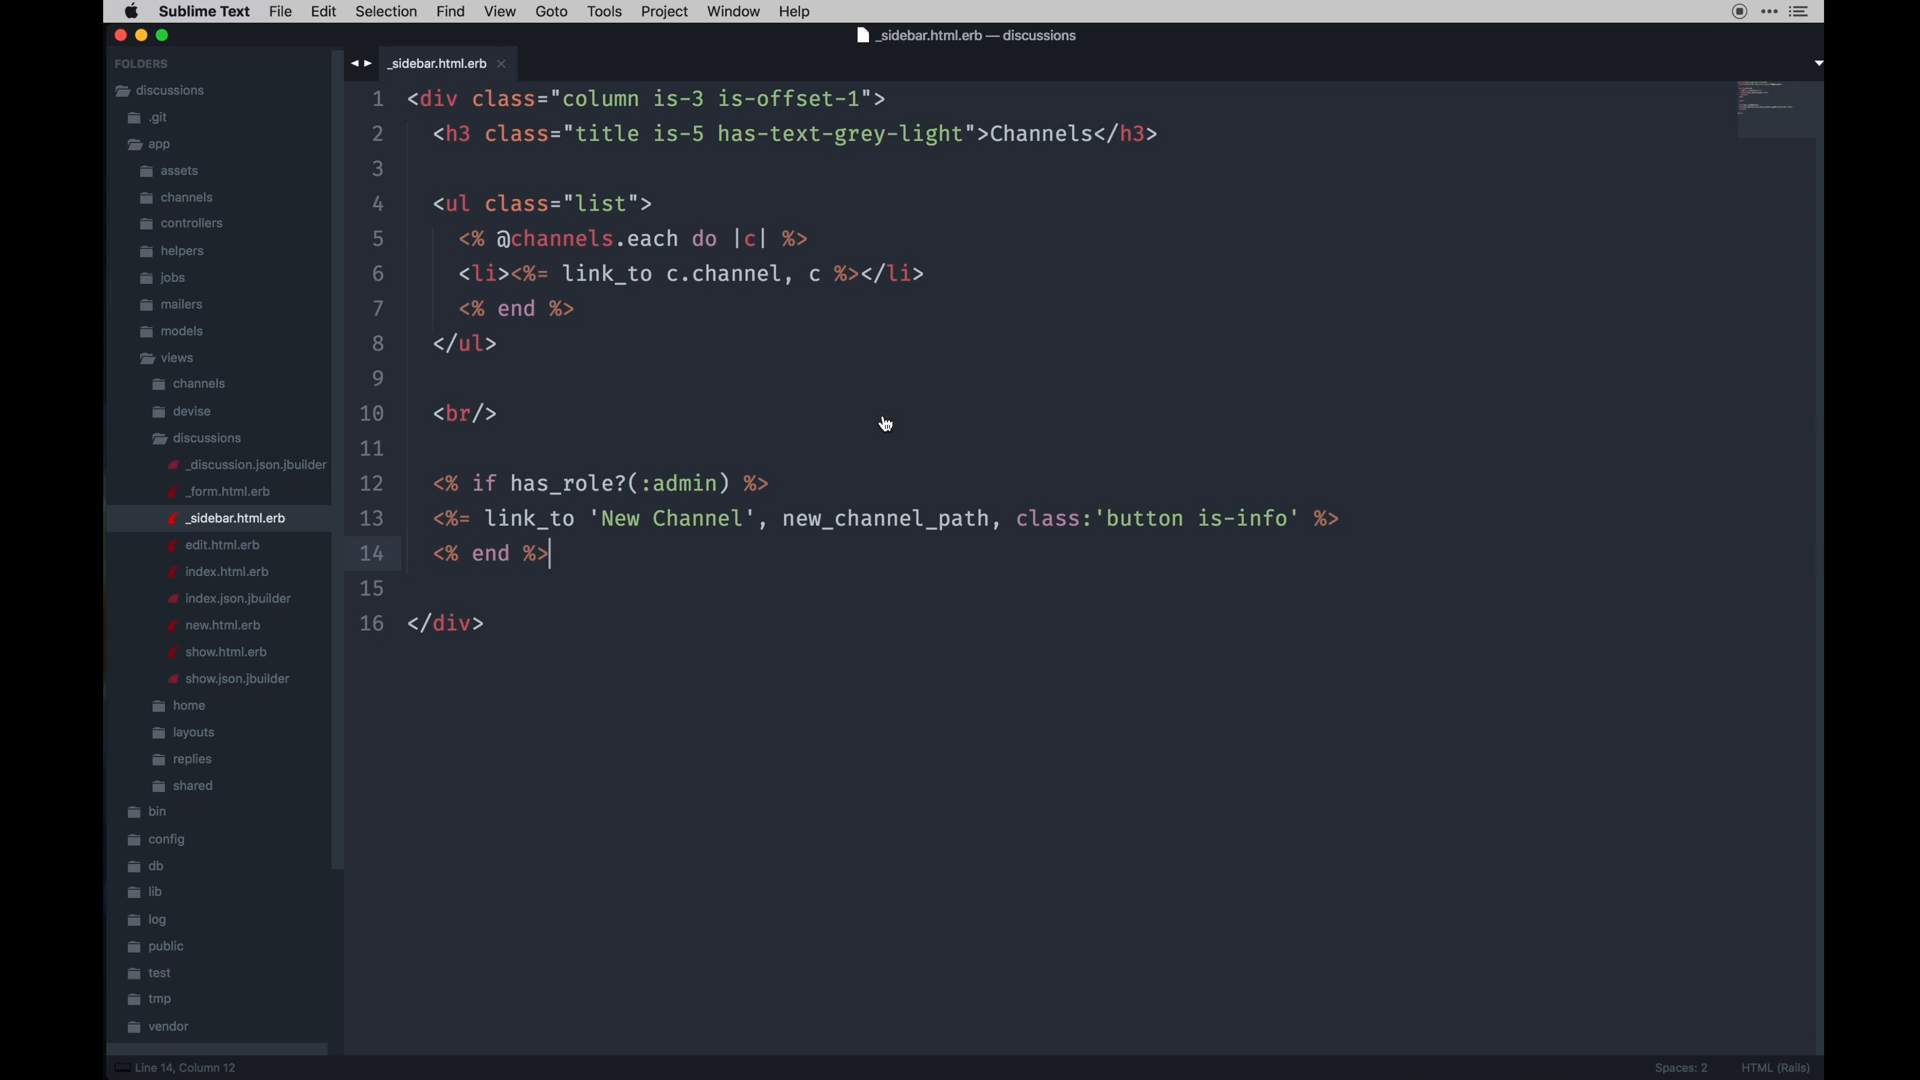 Sublime Text File Edit Selection Find View Goto Tools Project Window Help
_sidebar.html.erb — discussions
FOLDERS
discussions
.git
app
assets
channels
controllers
helpers
jobs
mailers
models
views
channels
devise
discussions
_discussion.json.jbuilder
_form.html.erb
_sidebar.html.erb
edit.html.erb
index.html.erb
index.json.jbuilder
new.html.erb
show.html.erb
show.json.jbuilder
home
layouts
replies
shared
bin
config
db
lib
log
public
test
tmp
vendor
_sidebar.html.erb
1 <div class="column is-3 is-offset-1">
2 <h3 class="title is-5 has-text-grey-light">Channels</h3>
3
4 <ul class="list">
5 <% @channels.each do |c| %>
6 <li><%= link_to c.channel, c %></li>
7 <% end %>
8 </ul>
9
10 <br/>
11
12 <% if has_role?(:admin) %>
13 <%= link_to 'New Channel', new_channel_path, class:'button is-info' %>
14 <% end %>
15
16 </div>
Line 14, Column 12
Spaces: 2
HTML (Rails)